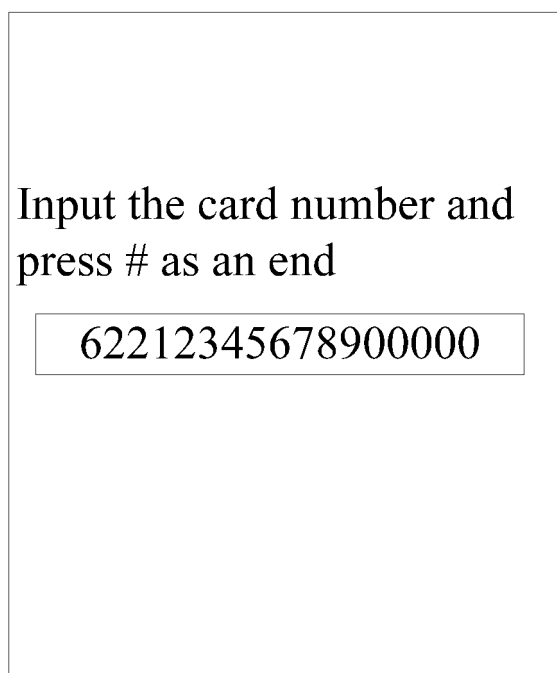 Input the card number and
press # as an end
62212345678900000